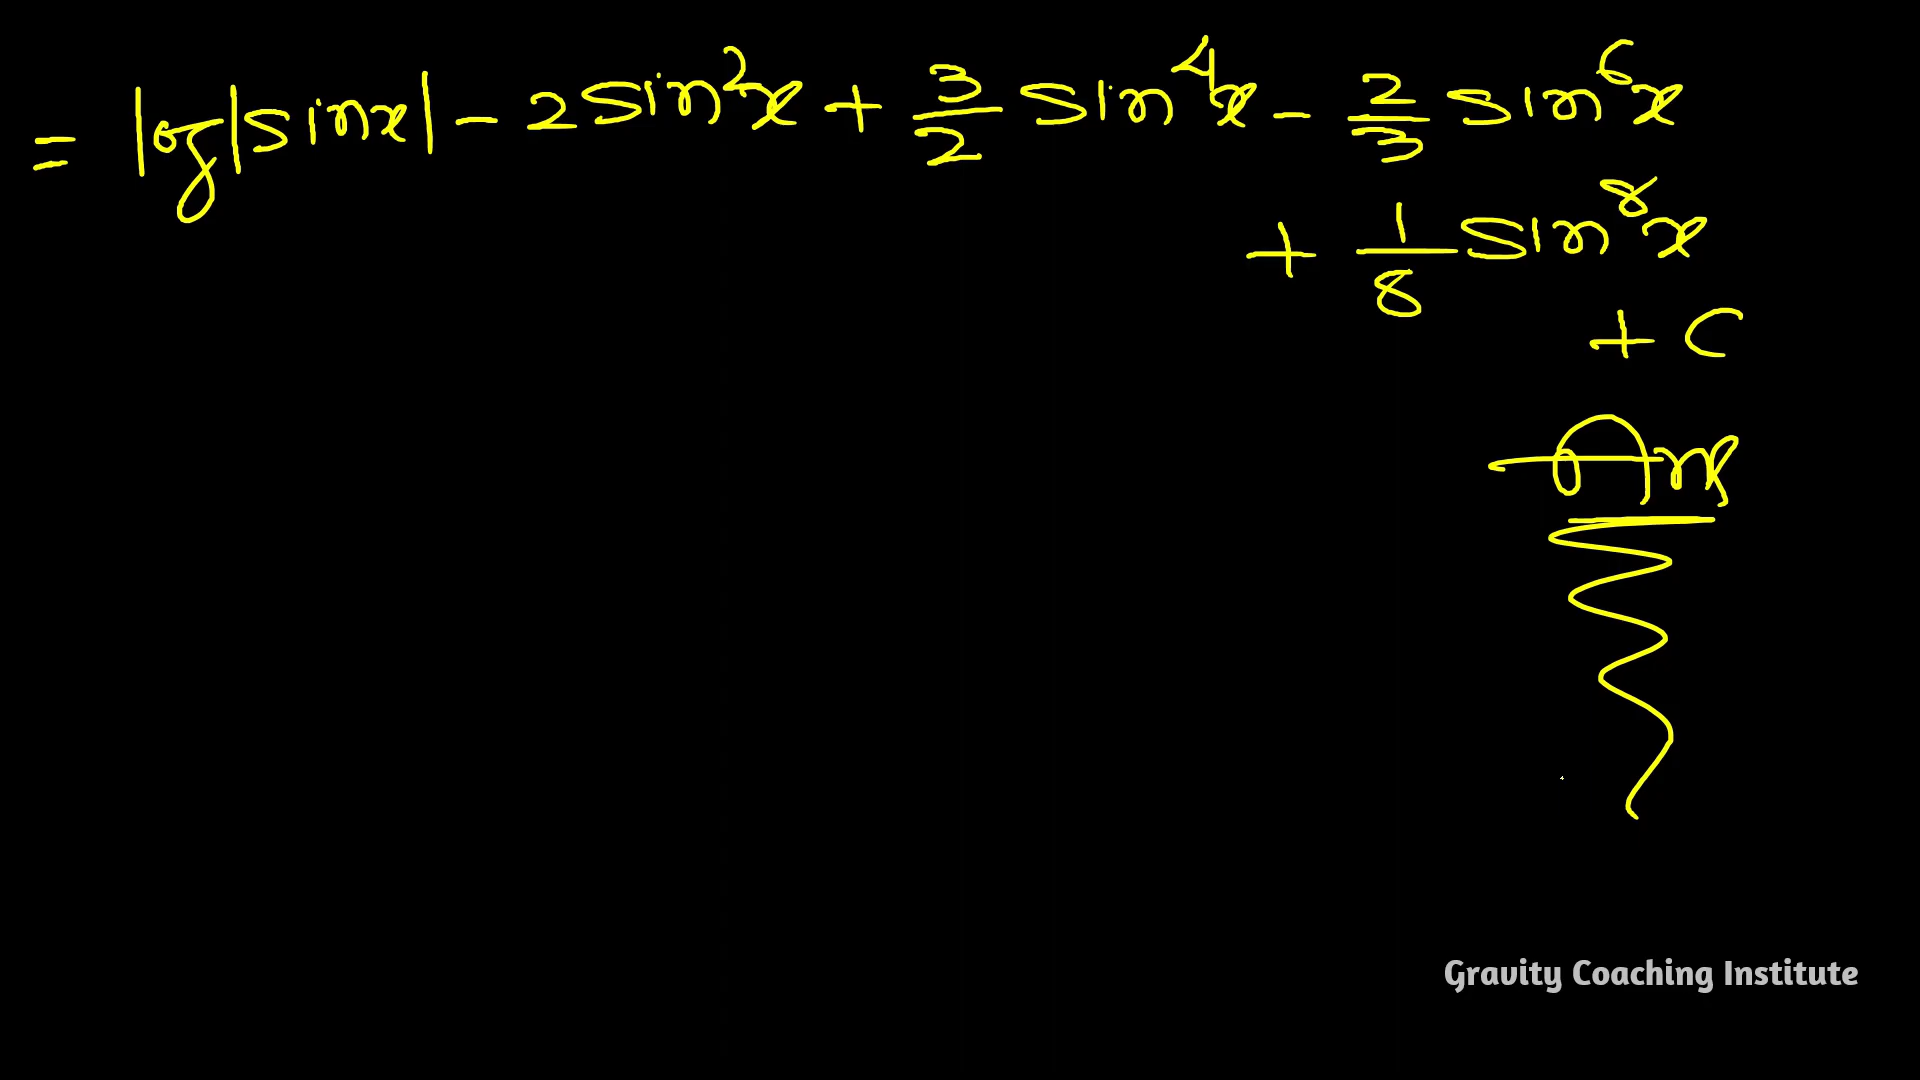 = log|sinx| - 2sin²x + 3/2 sin⁴x - 2/3 sin⁶x
+ 1/8 sin⁸x
+ C
Ans
Gravity Coaching Institute